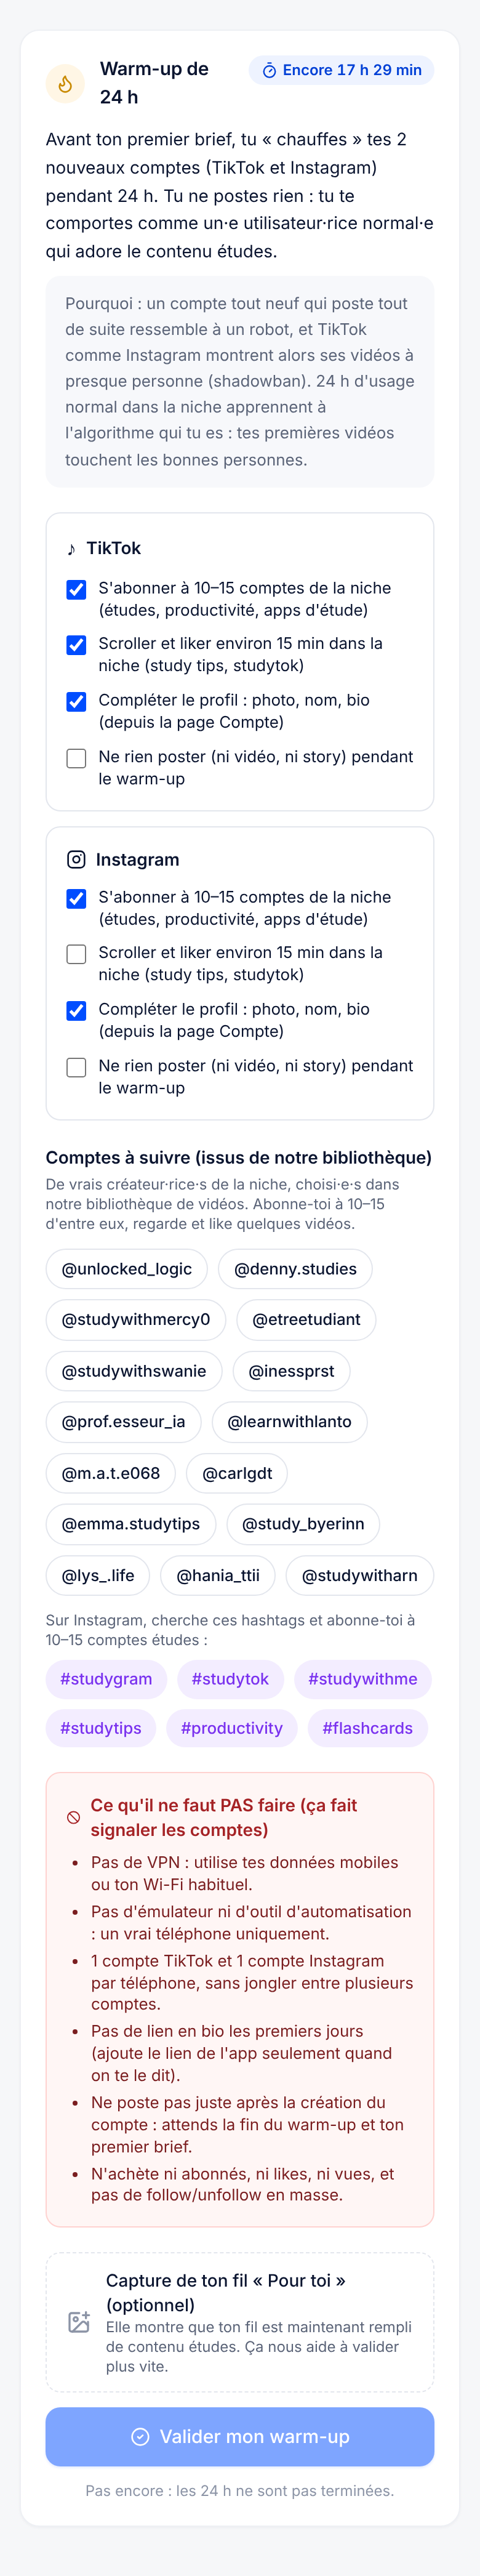 Warm-up de
24 h
Encore 17 h 29 min
Avant ton premier brief, tu « chauffes » tes 2
nouveaux comptes (TikTok et Instagram)
pendant 24 h. Tu ne postes rien : tu te
comportes comme un·e utilisateur·rice normal·e
qui adore le contenu études.
Pourquoi : un compte tout neuf qui poste tout
de suite ressemble à un robot, et TikTok
comme Instagram montrent alors ses vidéos à
presque personne (shadowban). 24 h d'usage
normal dans la niche apprennent à
l'algorithme qui tu es : tes premières vidéos
touchent les bonnes personnes.
TikTok
S'abonner à 10–15 comptes de la niche
(études, productivité, apps d'étude)
Scroller et liker environ 15 min dans la
niche (study tips, studytok)
Compléter le profil : photo, nom, bio
(depuis la page Compte)
Ne rien poster (ni vidéo, ni story) pendant
le warm-up
Instagram
S'abonner à 10–15 comptes de la niche
(études, productivité, apps d'étude)
Scroller et liker environ 15 min dans la
niche (study tips, studytok)
Compléter le profil : photo, nom, bio
(depuis la page Compte)
Ne rien poster (ni vidéo, ni story) pendant
le warm-up
Comptes à suivre (issus de notre bibliothèque)
De vrais créateur·rice·s de la niche, choisi·e·s dans
notre bibliothèque de vidéos. Abonne-toi à 10–15
d'entre eux, regarde et like quelques vidéos.
@unlocked_logic @denny.studies
@studywithmercy0 @etreetudiant
@studywithswanie @inessprst
@prof.esseur_ia @learnwithlanto
@m.a.t.e068 @carlgdt
@emma.studytips @study_byerinn
@lys_.life @hania_ttii @studywitharn
Sur Instagram, cherche ces hashtags et abonne-toi à
10–15 comptes études :
#studygram #studytok #studywithme
#studytips #productivity #flashcards
Ce qu'il ne faut PAS faire (ça fait
signaler les comptes)
• Pas de VPN : utilise tes données mobiles
ou ton Wi-Fi habituel.
• Pas d'émulateur ni d'outil d'automatisation
: un vrai téléphone uniquement.
• 1 compte TikTok et 1 compte Instagram
par téléphone, sans jongler entre plusieurs
comptes.
• Pas de lien en bio les premiers jours
(ajoute le lien de l'app seulement quand
on te le dit).
• Ne poste pas juste après la création du
compte : attends la fin du warm-up et ton
premier brief.
• N'achète ni abonnés, ni likes, ni vues, et
pas de follow/unfollow en masse.
Capture de ton fil « Pour toi »
(optionnel)
Elle montre que ton fil est maintenant rempli
de contenu études. Ça nous aide à valider
plus vite.
Valider mon warm-up
Pas encore : les 24 h ne sont pas terminées.